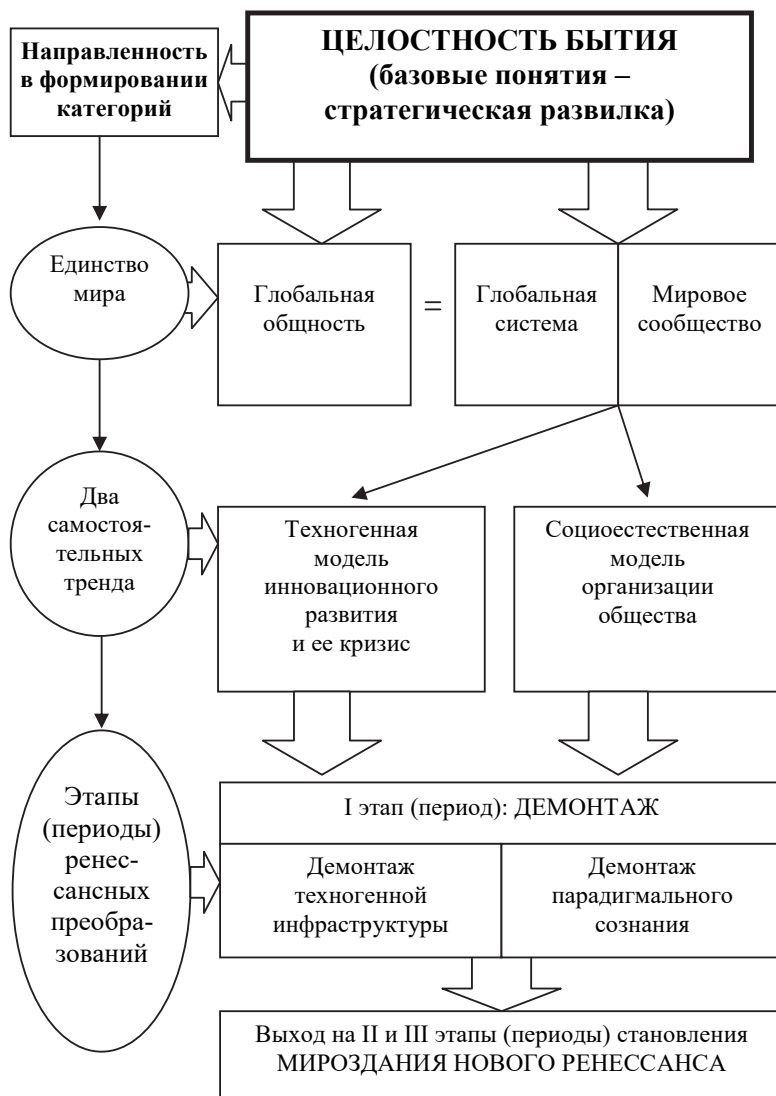 Направленность
в формировании
категорий
ЦЕЛОСТНОСТЬ БЫТИЯ
(базовые понятия –
стратегическая развилка)
Единство
мира
Глобальная
общность
=
Глобальная
система
Мировое
сообщество
Два
самостоя-
тельных
тренда
Техногенная
модель
инновационного
развития
и ее кризис
Социоестественная
модель
организации
общества
Этапы
(периоды)
ренес-
сансных
преобра-
зований
I этап (период): ДЕМОНТАЖ
Демонтаж
техногенной
инфраструктуры
Демонтаж
парадигмального
сознания
Выход на II и III этапы (периоды) становления
МИРОЗДАНИЯ НОВОГО РЕНЕССАНСА